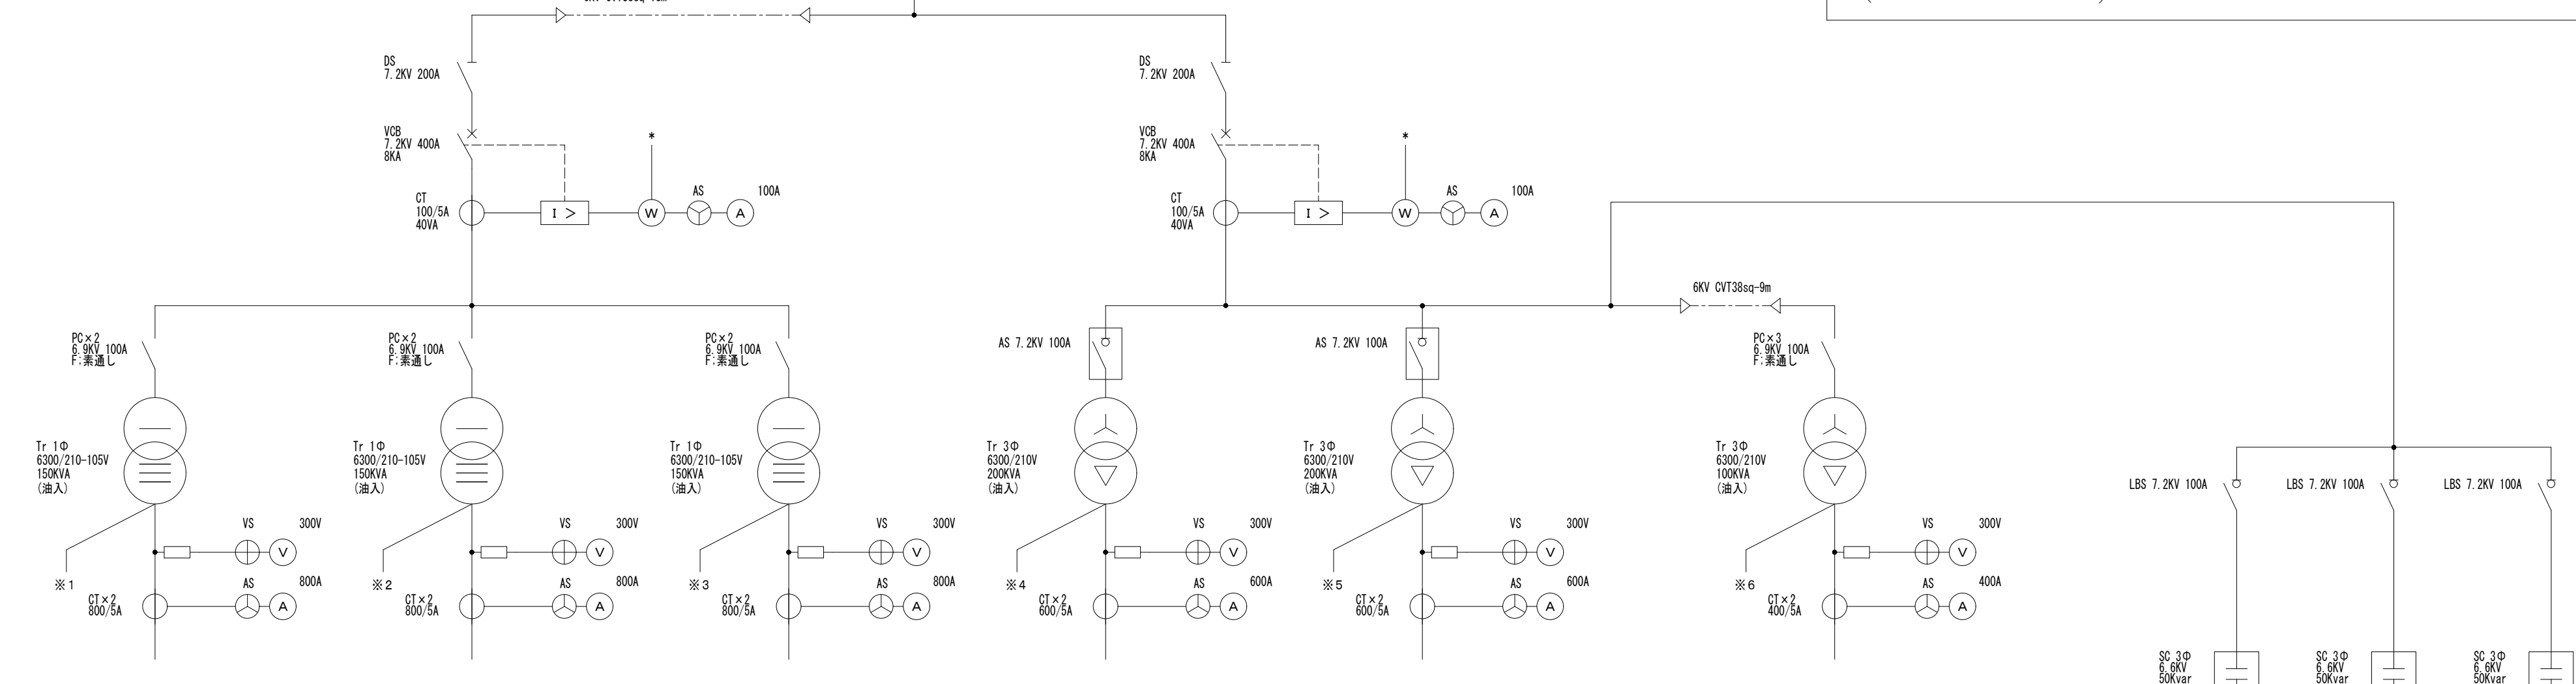 DS
7.2KV 200A
VCB
7.2KV 400A
8KA
*
CT
100/5A
40VA
I >
W
AS
A
100A
DS
7.2KV 200A
VCB
7.2KV 400A
8KA
*
CT
100/5A
40VA
I >
W
AS
A
100A
6KV CVT38sq-9m
PC×2
6.9KV 100A
F;素通し
PC×2
6.9KV 100A
F;素通し
PC×2
6.9KV 100A
F;素通し
AS 7.2KV 100A
AS 7.2KV 100A
PC×3
6.9KV 100A
F;素通し
Tr 1Φ
6300/210-105V
150KVA
(油入)
Tr 1Φ
6300/210-105V
150KVA
(油入)
Tr 1Φ
6300/210-105V
150KVA
(油入)
Tr 3Φ
6300/210V
200KVA
(油入)
Tr 3Φ
6300/210V
200KVA
(油入)
Tr 3Φ
6300/210V
100KVA
(油入)
LBS 7.2KV 100A
LBS 7.2KV 100A
LBS 7.2KV 100A
VS
300V
V
※1
CT×2
800/5A
AS
800A
A
VS
300V
V
※2
CT×2
800/5A
AS
800A
A
VS
300V
V
※3
CT×2
800/5A
AS
800A
A
VS
300V
V
※4
CT×2
600/5A
AS
600A
A
VS
300V
V
※5
CT×2
600/5A
AS
600A
A
VS
300V
V
※6
CT×2
400/5A
AS
400A
A
SC 3Φ
6.6KV
50Kvar
SC 3Φ
6.6KV
50Kvar
SC 3Φ
6.6KV
50Kvar